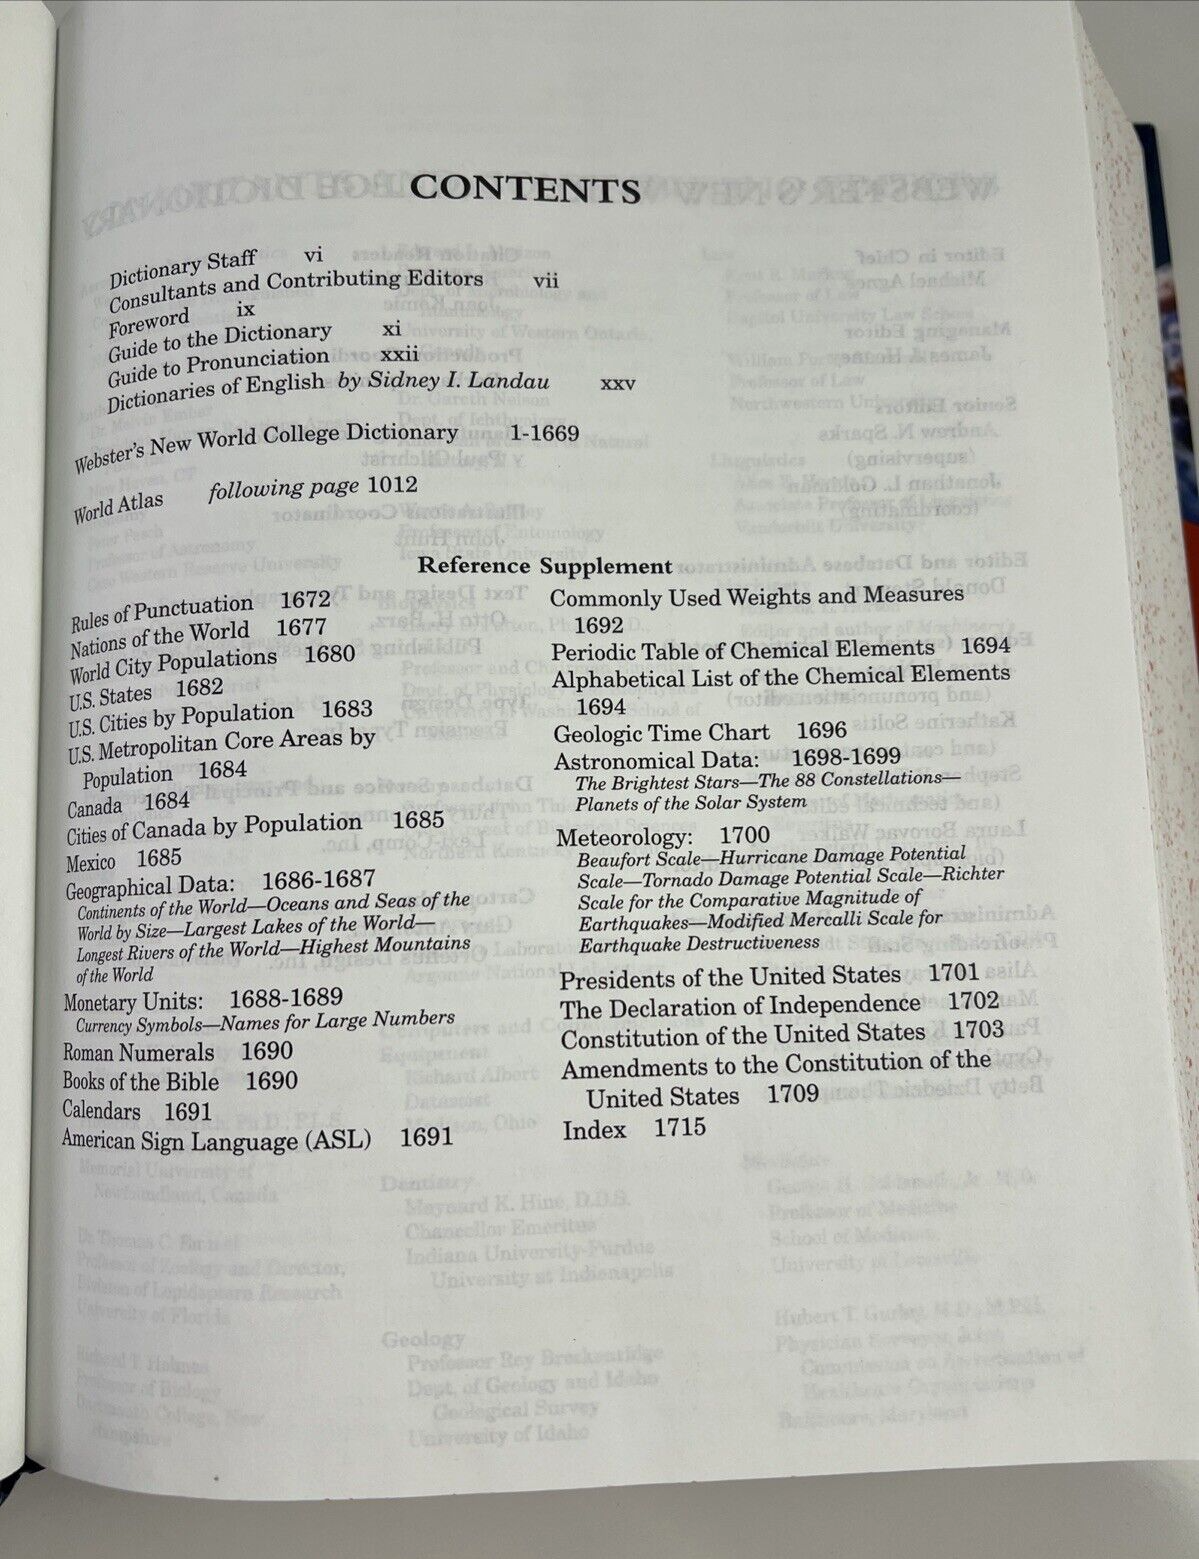 CONTENTS
Dictionary Staff vi
Consultants and Contributing Editors vii
Foreword ix
Guide to the Dictionary xi
Guide to Pronunciation xxii
Dictionaries of English by Sidney I. Landau xxv
Webster's New World College Dictionary 1-1669
World Atlas following page 1012
Reference Supplement
Rules of Punctuation 1672
Nations of the World 1677
World City Populations 1680
U.S. States 1682
U.S. Cities by Population 1683
U.S. Metropolitan Core Areas by
Population 1684
Canada 1684
Cities of Canada by Population 1685
Mexico 1685
Geographical Data: 1686-1687
Continents of the World—Oceans and Seas of the
World by Size—Largest Lakes of the World—
Longest Rivers of the World—Highest Mountains
of the World
Monetary Units: 1688-1689
Currency Symbols—Names for Large Numbers
Roman Numerals 1690
Books of the Bible 1690
Calendars 1691
American Sign Language (ASL) 1691
Commonly Used Weights and Measures
1692
Periodic Table of Chemical Elements 1694
Alphabetical List of the Chemical Elements
1694
Geologic Time Chart 1696
Astronomical Data: 1698-1699
The Brightest Stars—The 88 Constellations—
Planets of the Solar System
Meteorology: 1700
Beaufort Scale—Hurricane Damage Potential
Scale—Tornado Damage Potential Scale—Richter
Scale for the Comparative Magnitude of
Earthquakes—Modified Mercalli Scale for
Earthquake Destructiveness
Presidents of the United States 1701
The Declaration of Independence 1702
Constitution of the United States 1703
Amendments to the Constitution of the
United States 1709
Index 1715